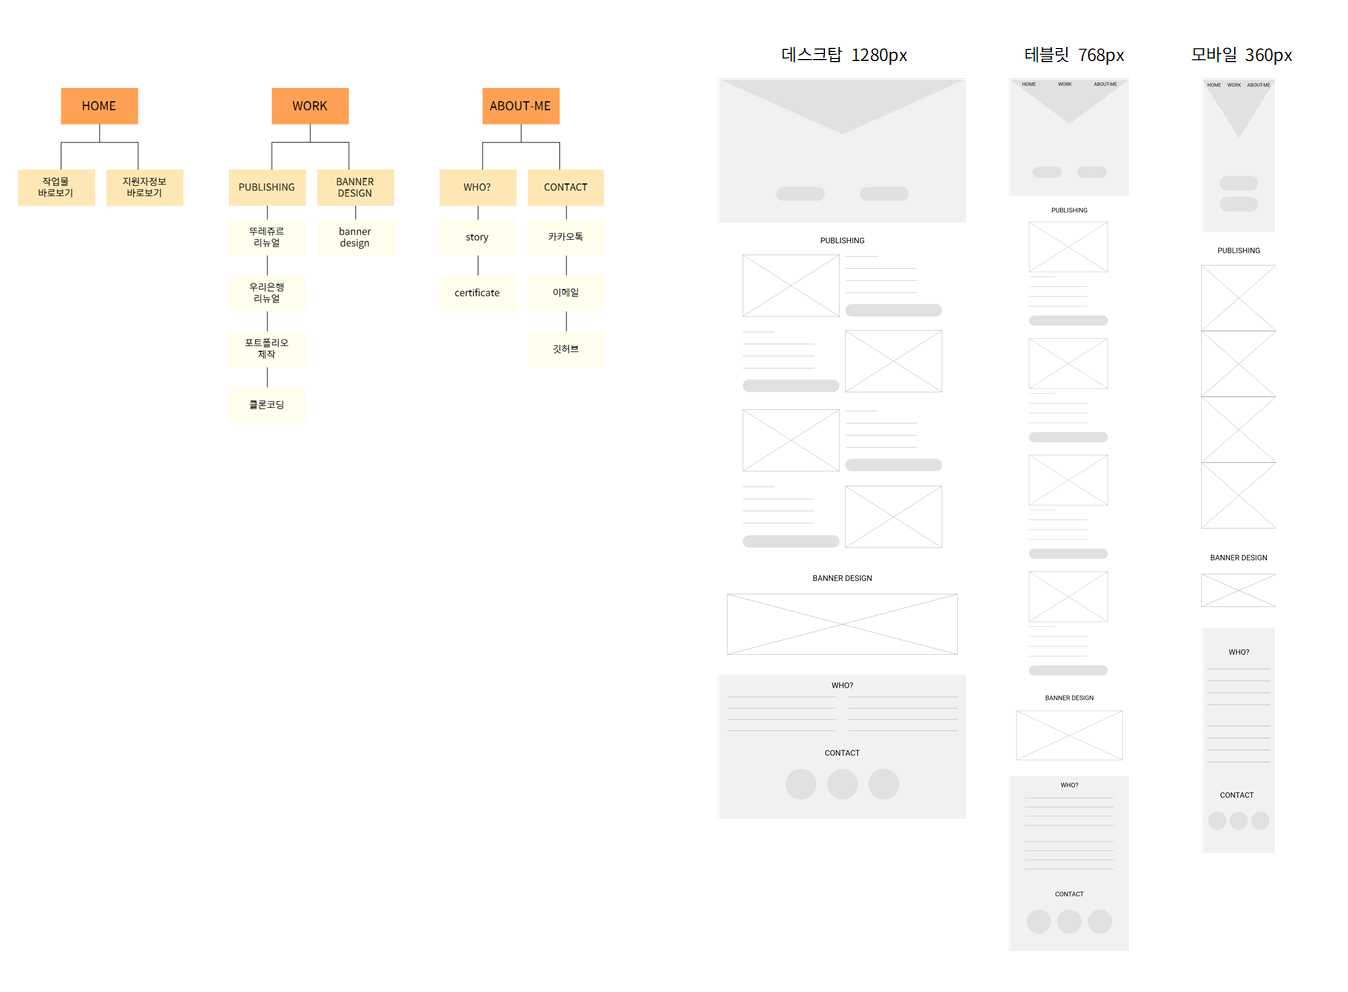 HOME
작업물
바로보기
지원자정보
바로보기
WORK
PUBLISHING
뚜레쥬르
리뉴얼
우리은행
리뉴얼
포트폴리오
제작
클론코딩
BANNER
DESIGN
banner
design
ABOUT-ME
WHO?
story
certificate
CONTACT
카카오톡
이메일
깃허브
데스크탑 1280px
PUBLISHING
BANNER DESIGN
WHO?
CONTACT
테블릿 768px
HOME WORK ABOUT-ME
PUBLISHING
BANNER DESIGN
WHO?
CONTACT
모바일 360px
HOME WORK ABOUT-ME
PUBLISHING
BANNER DESIGN
WHO?
CONTACT